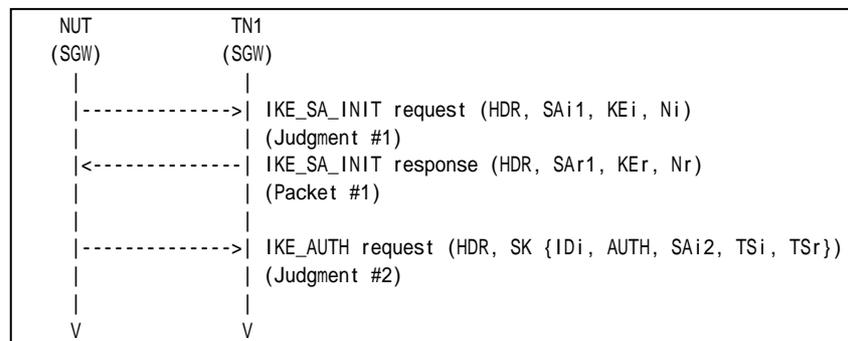 NUT TN1
(SGW) (SGW)
| |
|-------------->| IKE_SA_INIT request (HDR, SAi1, KEi, Ni)
| | (Judgment #1)
|<--------------| IKE_SA_INIT response (HDR, SAr1, KEr, Nr)
| | (Packet #1)
| |
|-------------->| IKE_AUTH request (HDR, SK {IDi, AUTH, SAi2, TSi, TSr})
| | (Judgment #2)
| |
V V